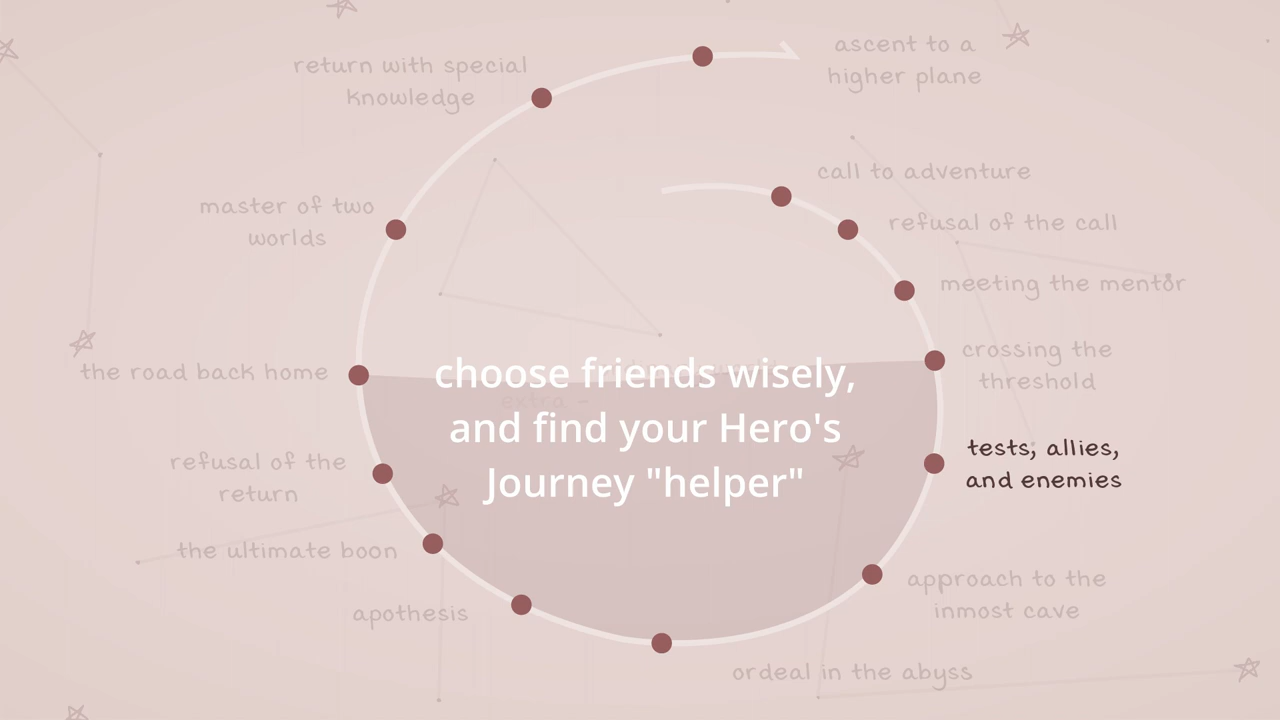 ascent to a
higher plane
return with special
knowledge
call to adventure
master of two
worlds
refusal of the call
meeting the mentor
crossing the
threshold
the road back home
choose friends wisely,
extra -
and find your Hero's
tests, allies,
and enemies
refusal of the
return
Journey "helper"
the ultimate boon
approach to the
inmost cave
apothesis
ordeal in the abyss